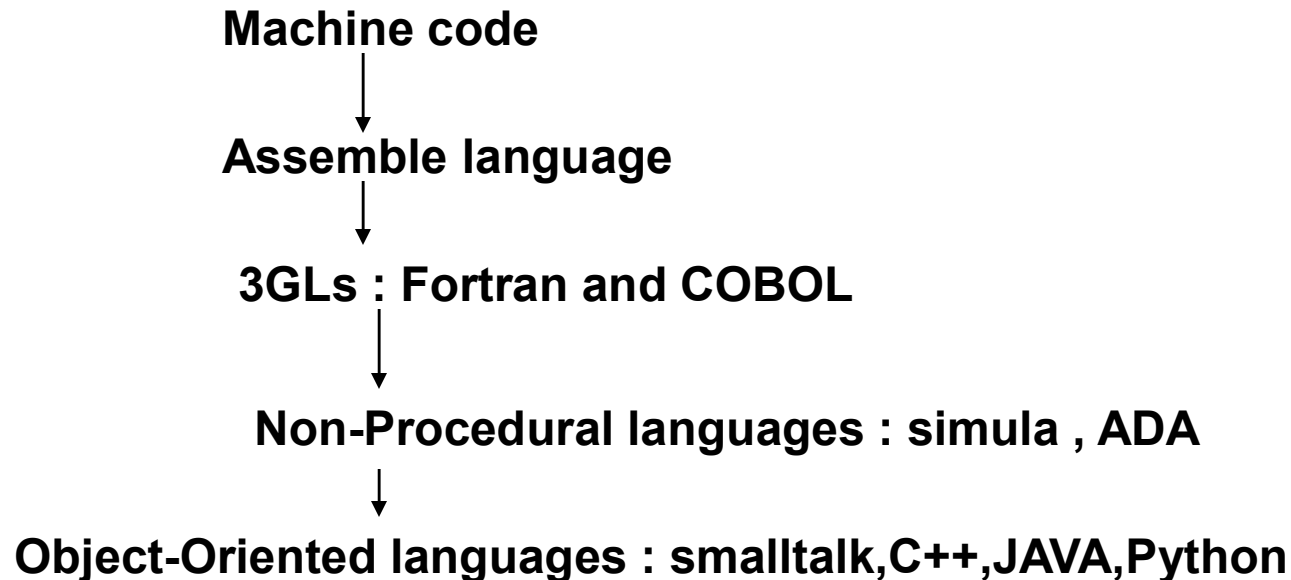 Machine code
Assemble language
3GLs : Fortran and COBOL
Non-Procedural languages : simula , ADA
Object-Oriented languages : smalltalk,C++,JAVA,Python